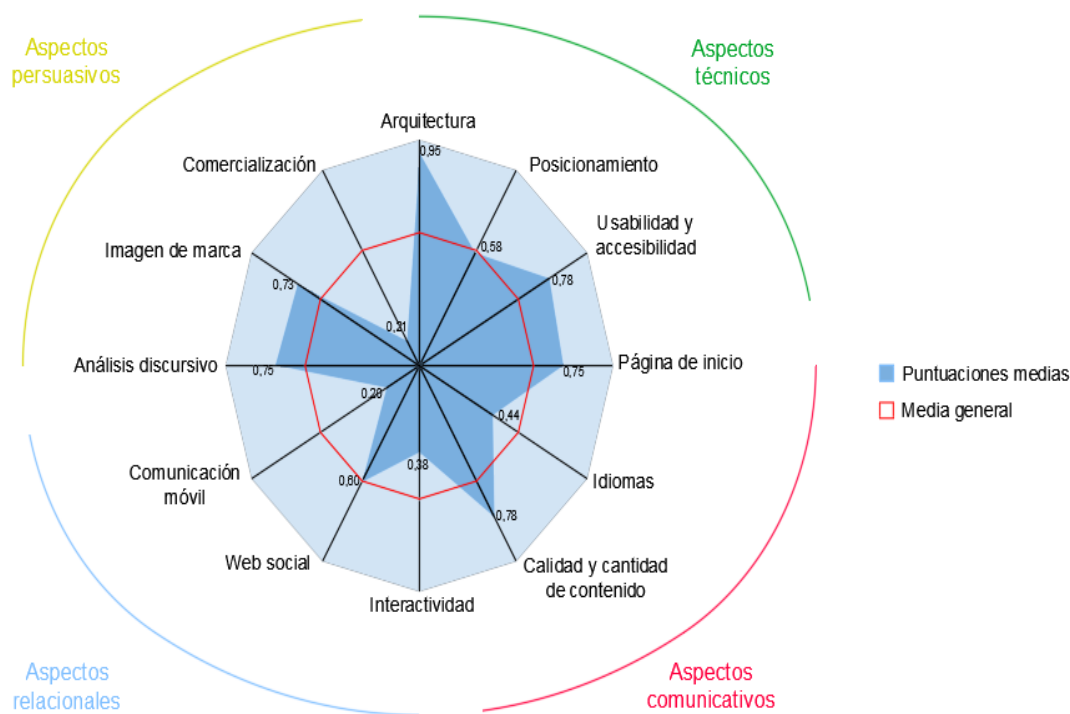 Aspectos
persuasivos
Aspectos
técnicos
Arquitectura
0,95
Comercialización
Posicionamiento
Usabilidad y
accesibilidad
Imagen de marca
0,58
0,73
0,78
0,21
Análisis discursivo
0,75
Página de inicio
0,75
Puntuaciones medias
0,20
0,44
Media general
Comunicación
móvil
0,60
0,38
Idiomas
0,78
Web social
Calidad y cantidad
de contenido
Interactividad
Aspectos
relacionales
Aspectos
comunicativos